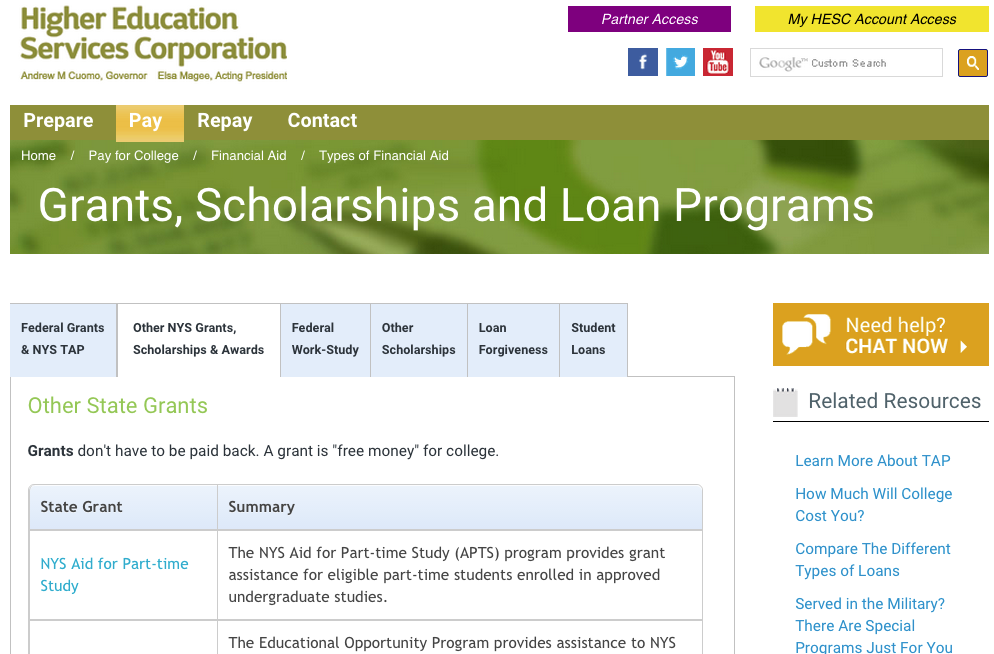 Higher Education
Services Corporation
Andrew M Cuomo, Governor Elsa Magee, Acting President
Partner Access
My HESC Account Access
f
You
Tube
Google™ Custom Search
Prepare Pay Repay Contact
Home / Pay for College / Financial Aid / Types of Financial Aid
Grants, Scholarships and Loan Programs
Federal Grants
& NYS TAP
Other NYS Grants,
Scholarships & Awards
Federal
Work-Study
Other
Scholarships
Loan
Forgiveness
Student
Loans
Other State Grants
Grants don't have to be paid back. A grant is "free money" for college.
State Grant
Summary
NYS Aid for Part-time
Study
The NYS Aid for Part-time Study (APTS) program provides grant
assistance for eligible part-time students enrolled in approved
undergraduate studies.
The Educational Opportunity Program provides assistance to NYS
Need help?
CHAT NOW
Related Resources
Learn More About TAP
How Much Will College
Cost You?
Compare The Different
Types of Loans
Served in the Military?
There Are Special
Programs Just For You